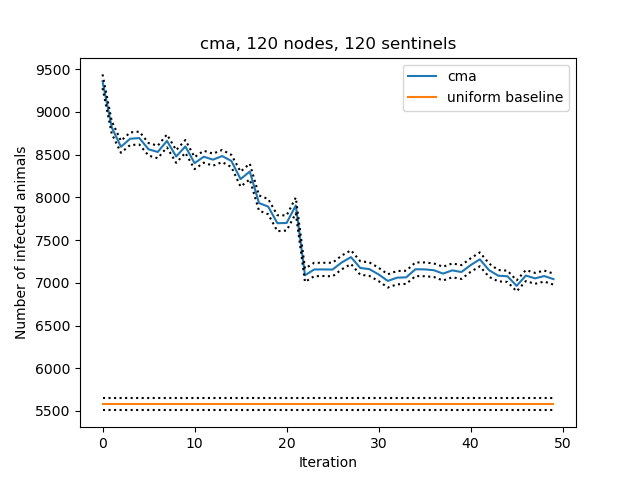 cma, 120 nodes, 120 sentinels
cma
uniform baseline
Number of infected animals
9500
9000
8500
8000
7500
7000
6500
6000
5500
0 10 20 30 40 50
Iteration